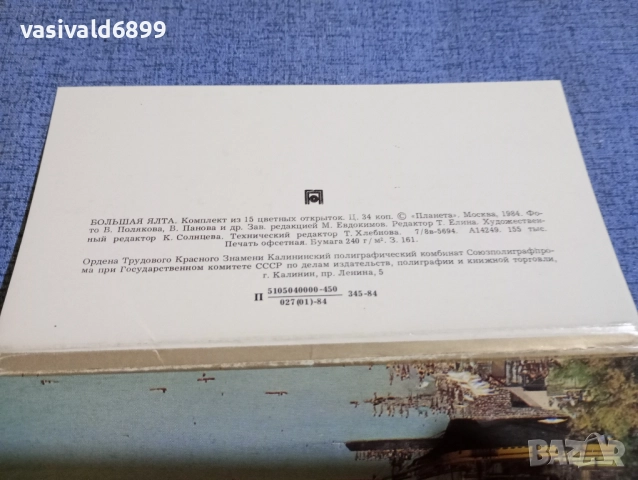 vasivald6899
БОЛЬШАЯ ЯЛТА. Комплект из 15 цветных открыток. Ц. 34 коп. © «Планета». Москва, 1984. Фо-
то В. Полякова, В. Панова и др. Зав. редакцией М. Евдокимов. Редактор Т. Елина. Художествен-
ный редактор К. Солнцева. Технический редактор Т. Хлебнова. 7/8в-5694. А14249. 155 тыс.
Печать офсетная. Бумага 240 г/м². З. 161.
Ордена Трудового Красного Знамени Калининский полиграфический комбинат Союзполиграфпро-
ма при Государственном комитете СССР по делам издательств, полиграфии и книжной торговли,
г. Калинин, пр. Ленина, 5
П 5105040000-450 345-84
027(01)-84
BAZAR